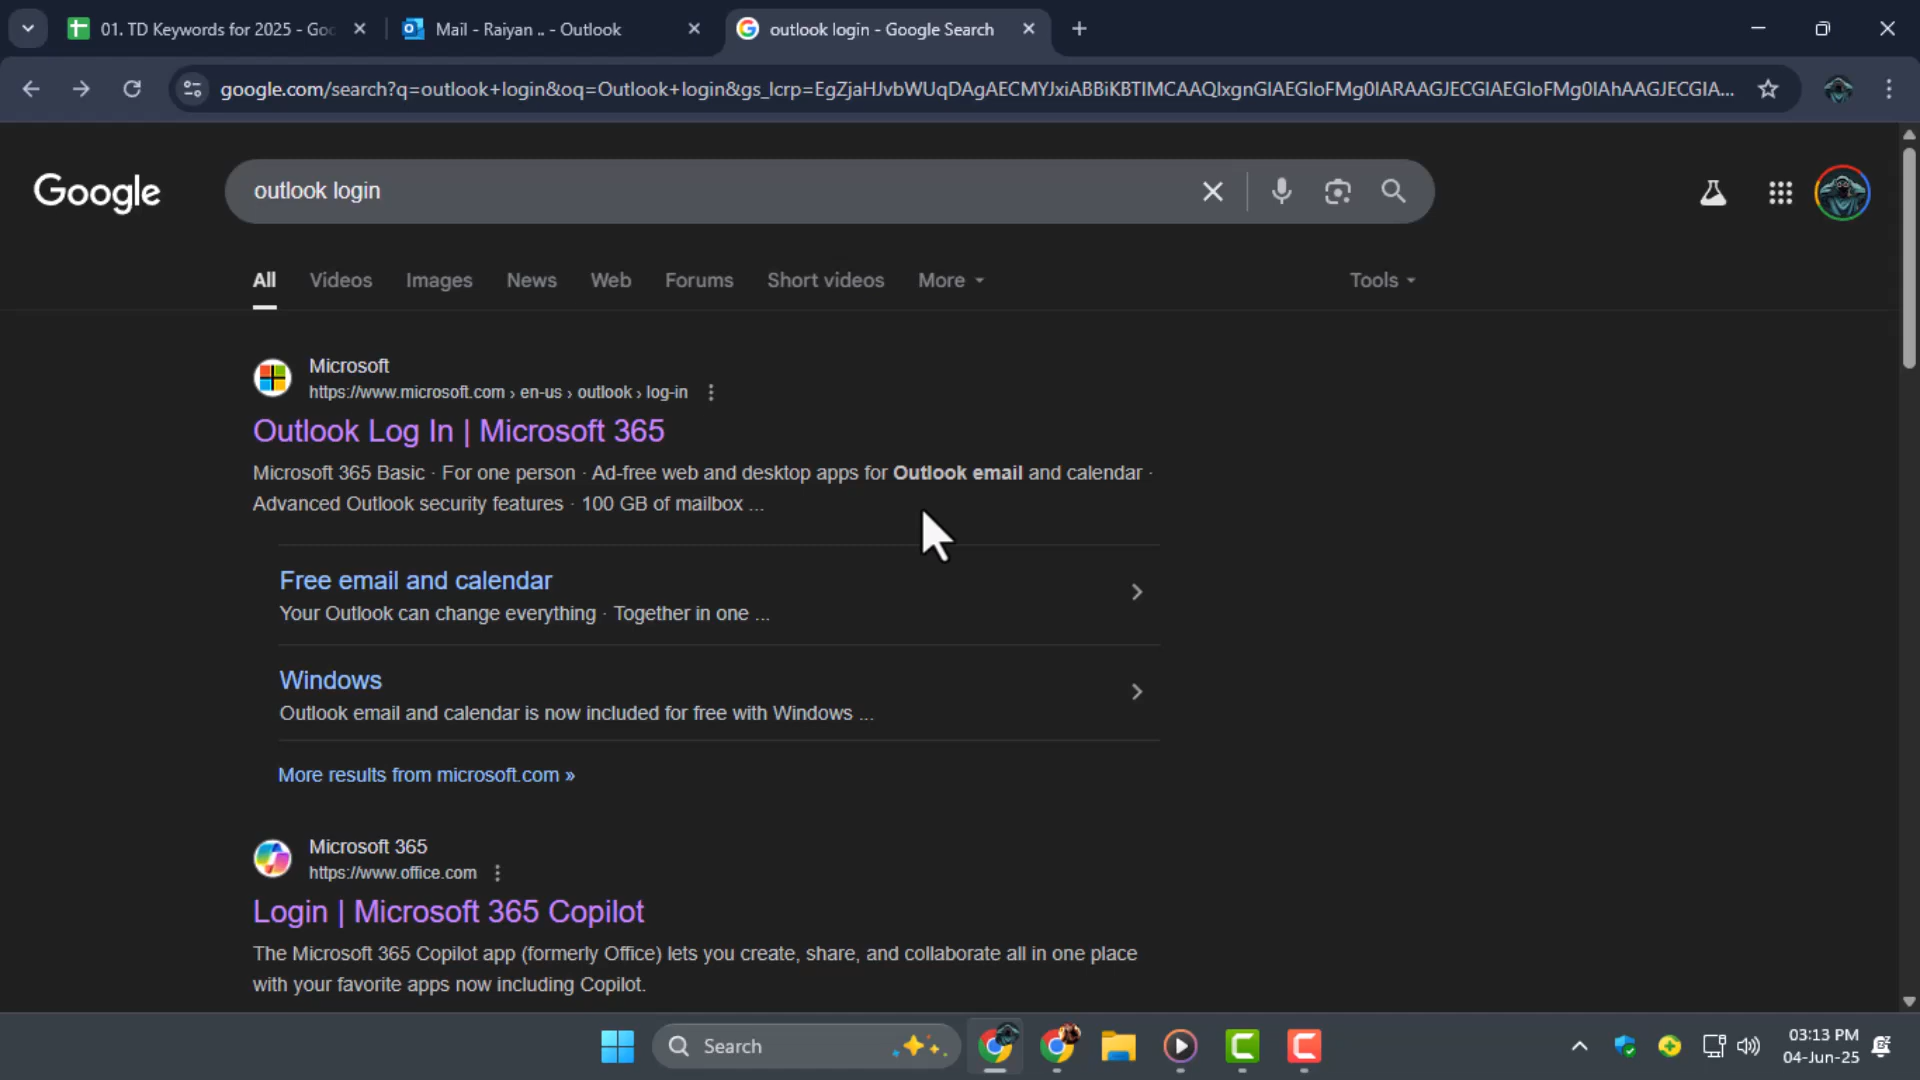 01. TD Keywords for 2025 - Goo
Mail - Raiyan .. - Outlook
outlook login - Google Search
google.com/search?q=outlook+login&oq=Outlook+login&gs_lcrp=EgZjaHJvbWUqDAgAECMYJxiABBiKBTIMCAAQIxgnGIAEGIoFMg0IARAAGJECGIAEGIoFMg0IAhAAGJECGIA...
Google
outlook login
All
Videos
Images
News
Web
Forums
Short videos
More
Tools
Microsoft
https://www.microsoft.com › en-us › outlook › log-in
Outlook Log In | Microsoft 365
Microsoft 365 Basic · For one person · Ad-free web and desktop apps for Outlook email and calendar ·
Advanced Outlook security features · 100 GB of mailbox ...
Free email and calendar
Your Outlook can change everything · Together in one ...
Windows
Outlook email and calendar is now included for free with Windows ...
More results from microsoft.com »
Microsoft 365
https://www.office.com
Login | Microsoft 365 Copilot
The Microsoft 365 Copilot app (formerly Office) lets you create, share, and collaborate all in one place
with your favorite apps now including Copilot.
Search
03:13 PM
04-Jun-25